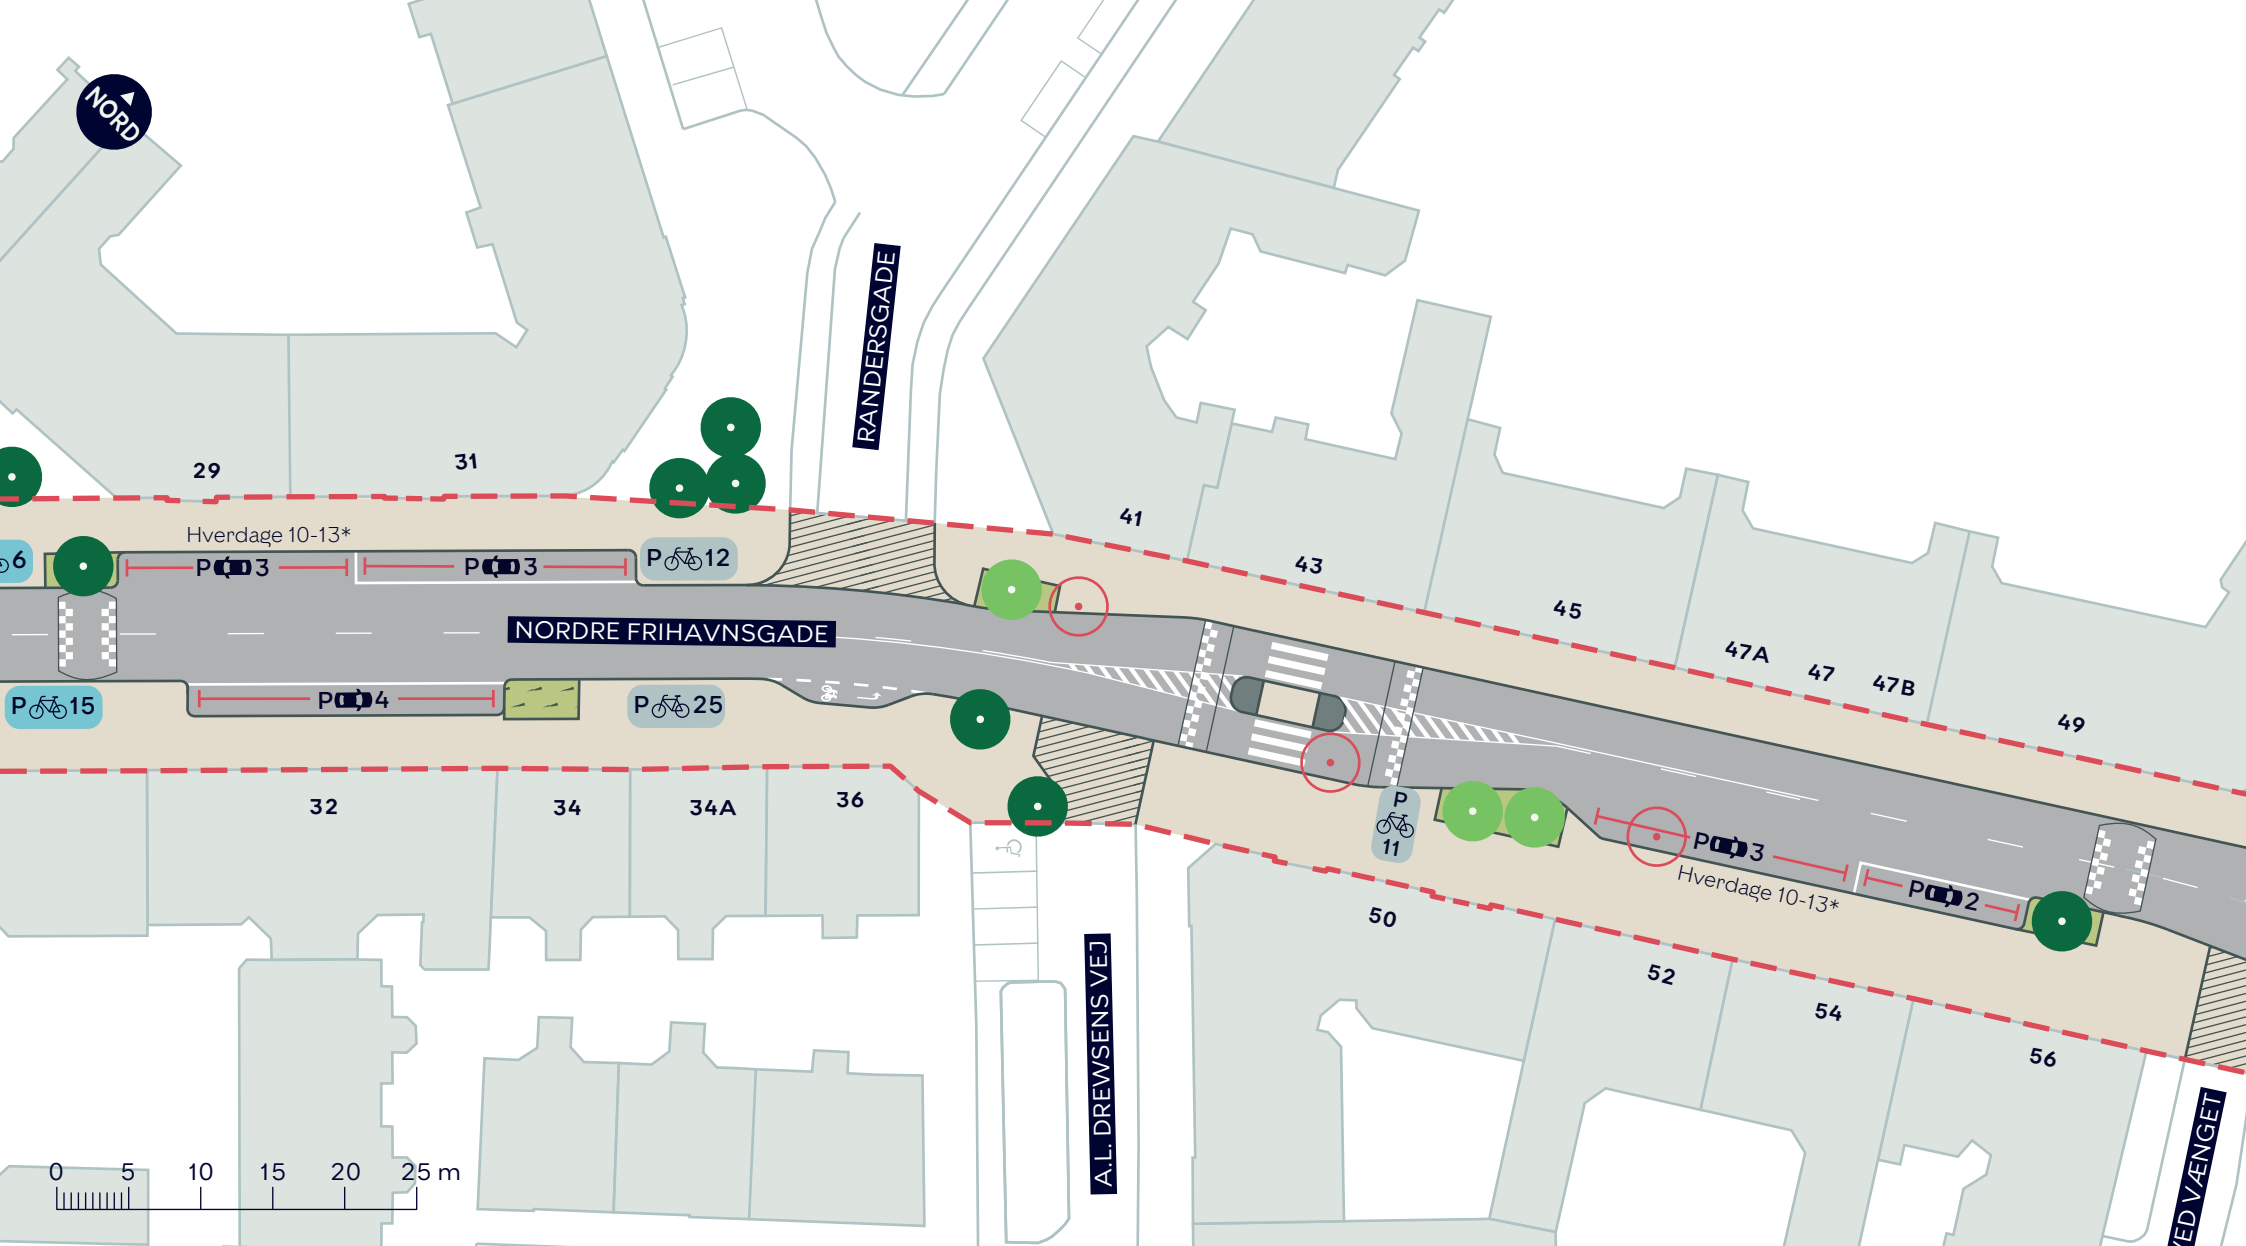 NORD
RANDERSGADE
29
31
41
43
45
47A
47
47B
49
Hverdage 10-13*
6
P 3
P 3
P 12
NORDRE FRIHAVNSGADE
P 15
P 4
P 25
P
11
P 3
Hverdage 10-13*
P 2
32
34
34A
36
50
52
54
56
A.L. DREWSENS VEJ
VED VÆNGET
0 5 10 15 20 25 m